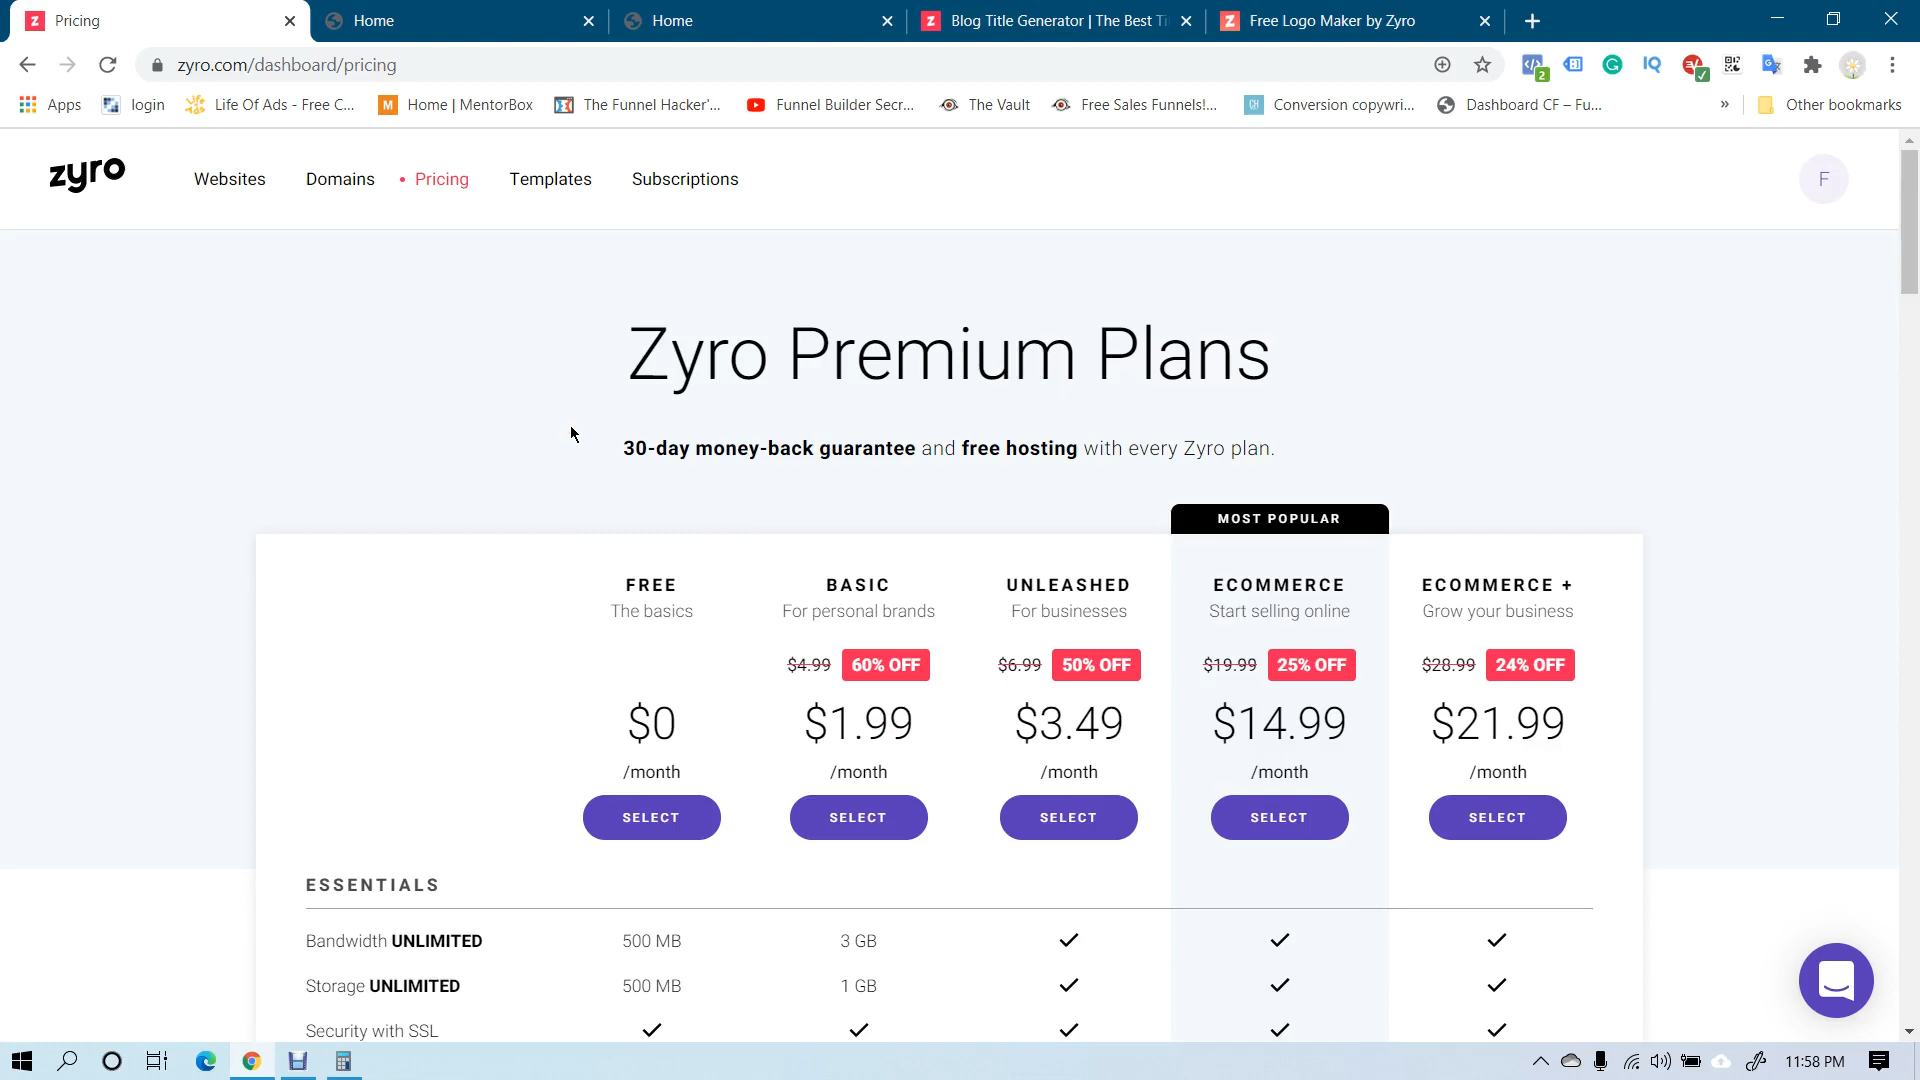 Pricing
Home
Home
Blog Title Generator | The Best Ti
Free Logo Maker by Zyro
zyro.com/dashboard/pricing
Apps
login
Life Of Ads - Free C...
Home | MentorBox
The Funnel Hacker'...
Funnel Builder Secr...
The Vault
Free Sales Funnels!...
Conversion copywri...
Dashboard CF – Fu...
»
Other bookmarks
zyro
Websites
Domains
• Pricing
Templates
Subscriptions
F
Zyro Premium Plans
30-day money-back guarantee and free hosting with every Zyro plan.
MOST POPULAR
FREE BASIC UNLEASHED ECOMMERCE ECOMMERCE +
The basics For personal brands For businesses Start selling online Grow your business
$4.99 60% OFF $6.99 50% OFF $19.99 25% OFF $28.99 24% OFF
$0 $1.99 $3.49 $14.99 $21.99
/month /month /month /month /month
SELECT SELECT SELECT SELECT SELECT
ESSENTIALS
Bandwidth UNLIMITED 500 MB 3 GB
Storage UNLIMITED 500 MB 1 GB
Security with SSL
11:58 PM